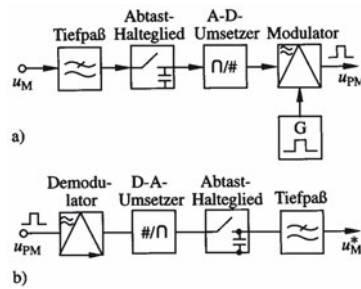 Abtast-
Halteglied
A-D-
Umsetzer
Tiefpaß
Modulator
∩/#
u_M
u_PM
G
a)
Demodu-
lator
D-A-
Umsetzer
Abtast-
Halteglied
Tiefpaß
#/∩
u_PM
u*_M
b)